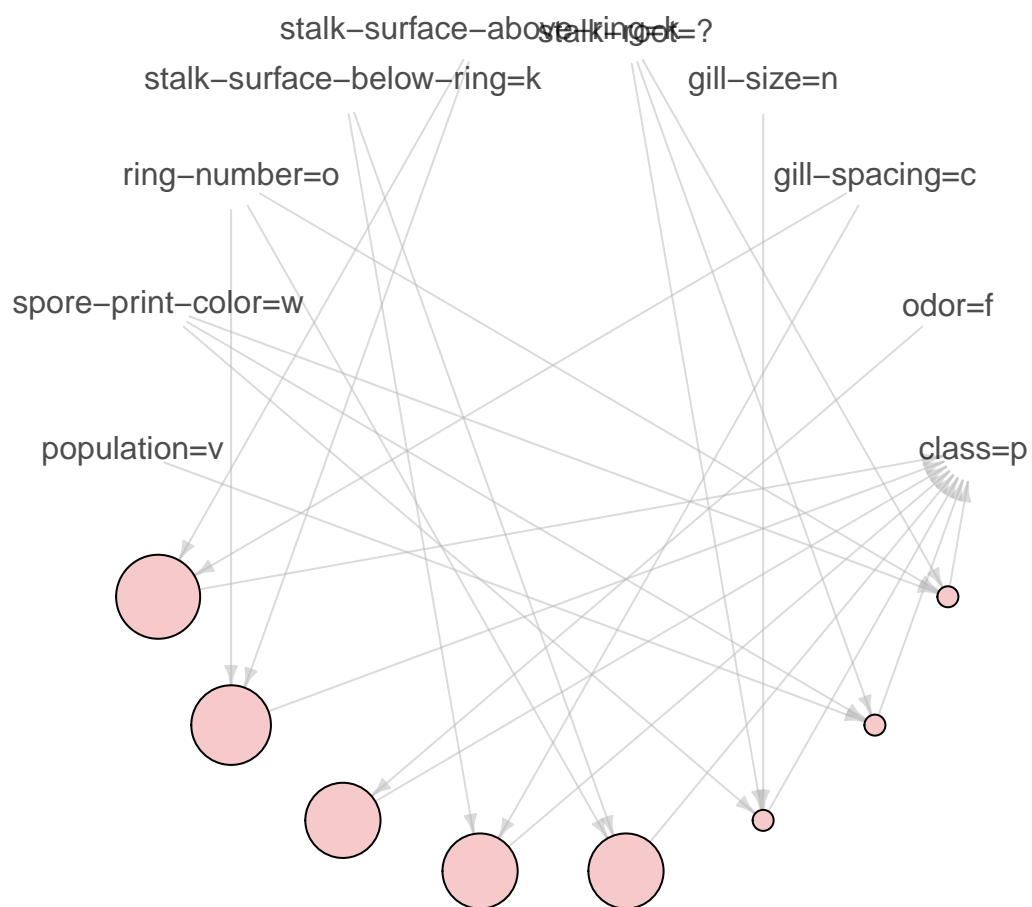 stalk−surface−above−ring=k
stalk−root=?
stalk−surface−below−ring=k
gill−size=n
ring−number=o
gill−spacing=c
spore−print−color=w
odor=f
population=v
class=p